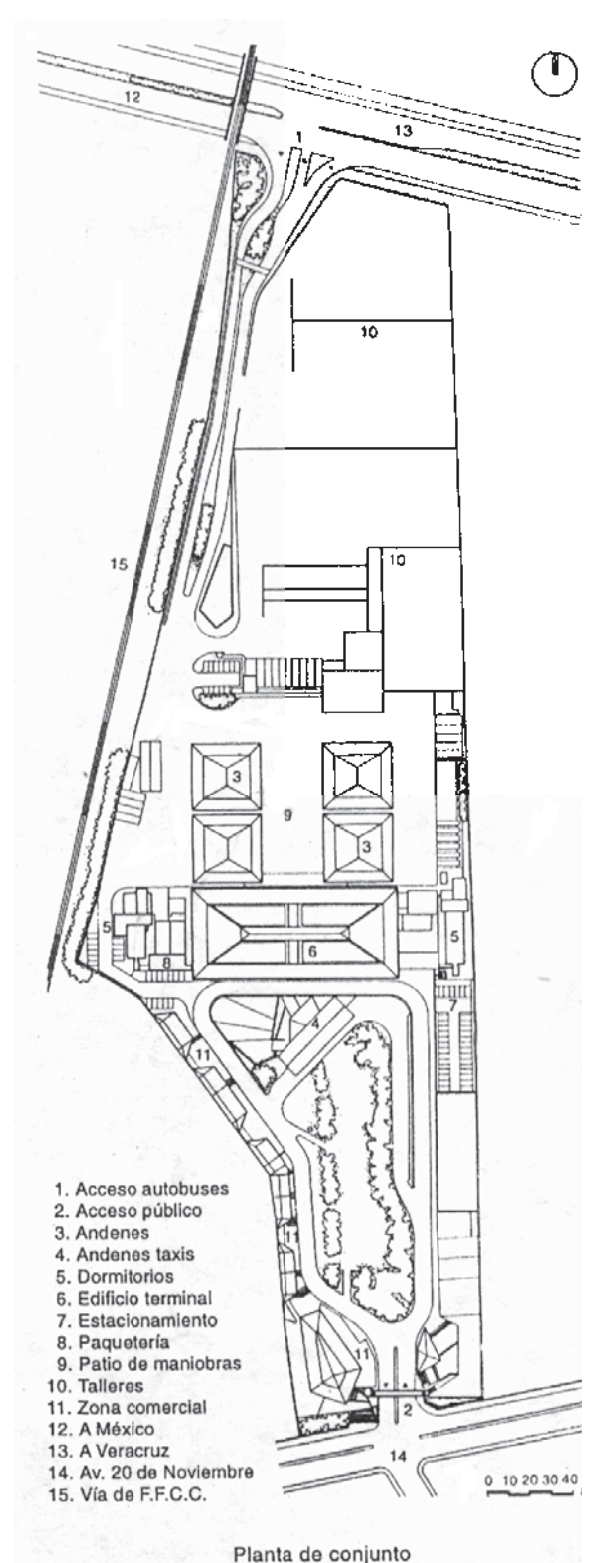 12
1
13
10
10
15
3
9
3
5
6
5
8
7
4
11
1. Acceso autobuses
2. Acceso público
3. Andenes
4. Andenes taxis
5. Dormitorios
6. Edificio terminal
7. Estacionamiento
8. Paquetería
9. Patio de maniobras
10. Talleres
11. Zona comercial
12. A México
13. A Veracruz
14. Av. 20 de Noviembre
15. Vía de F.F.C.C.
11
11
2
14
0 10 20 30 40
Planta de conjunto